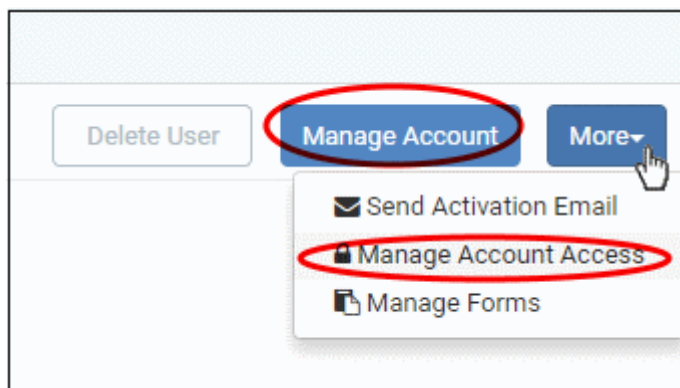 Delete User
Manage Account
More
Send Activation Email
Manage Account Access
Manage Forms